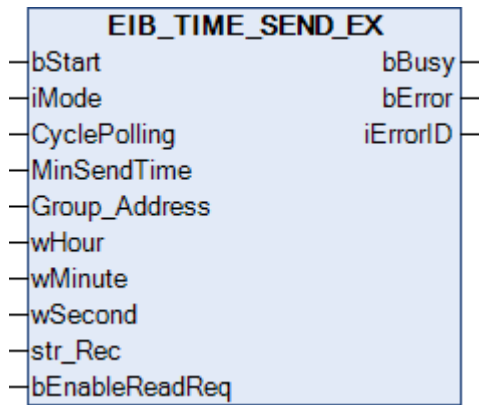 EIB_TIME_SEND_EX
bStart bBusy
iMode bError
CyclePolling iErrorID
MinSendTime
Group_Address
wHour
wMinute
wSecond
str_Rec
bEnableReadReq